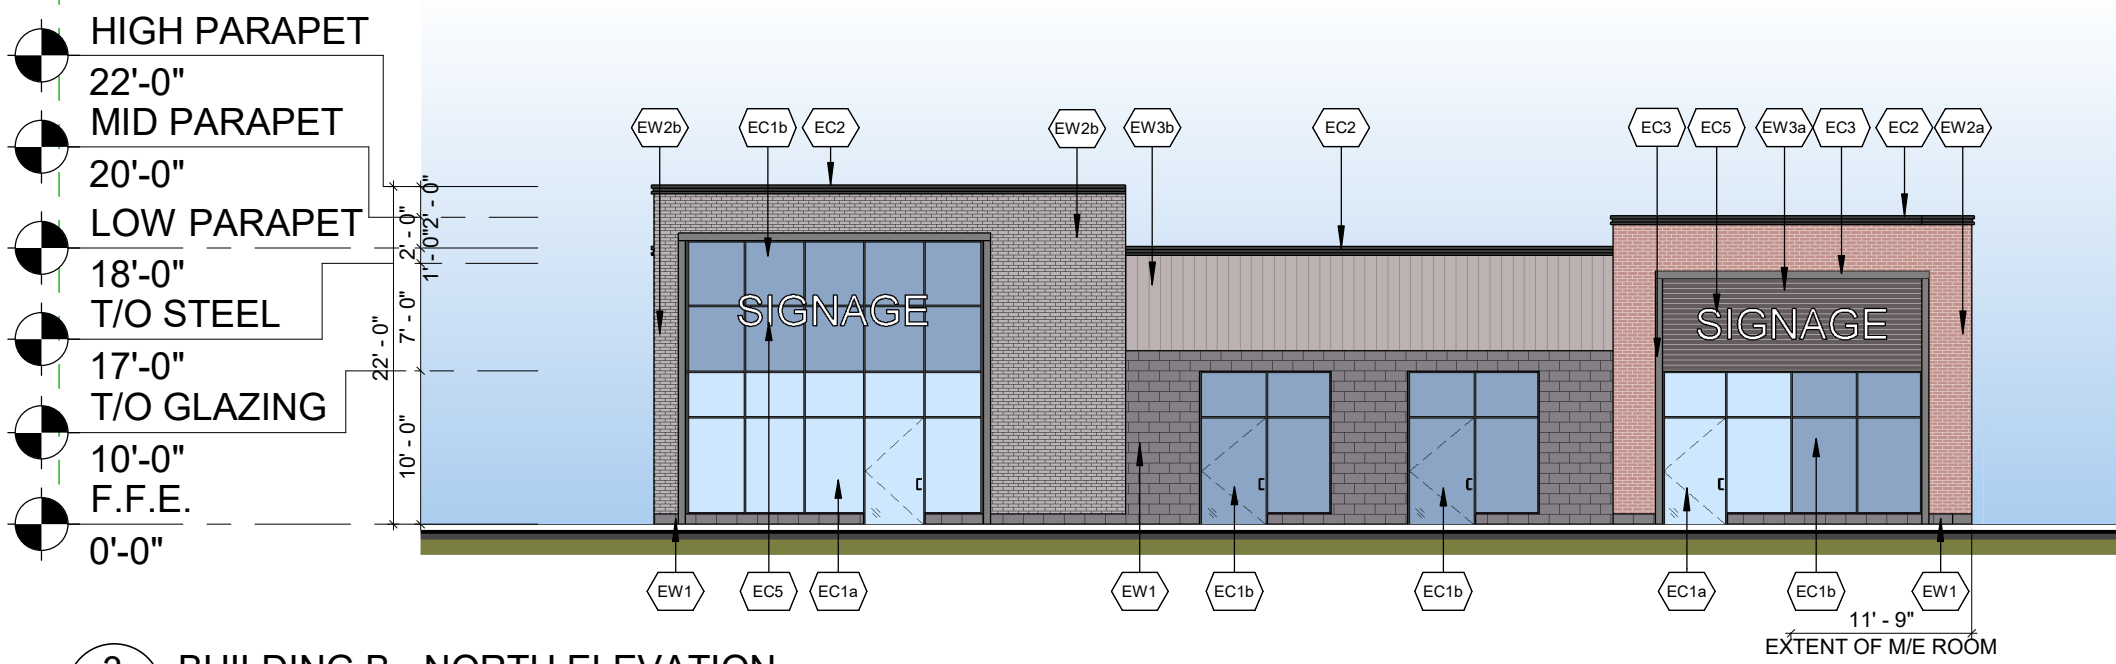 HIGH PARAPET
22'-0"
MID PARAPET
20'-0"
LOW PARAPET
18'-0"
T/O STEEL
17'-0"
T/O GLAZING
10'-0"
F.F.E.
0'-0"
2' - 0"
2' - 0"
1' - 0"
7' - 0"
22' - 0"
10' - 0"
EW2b EC1b EC2 EW2b EW3b EC2 EC3 EC5 EW3a EC3 EC2 EW2a
SIGNAGE SIGNAGE
EW1 EC5 EC1a EW1 EC1b EC1b EC1a EC1b EW1
11' - 9"
EXTENT OF M/E ROOM
BUILDING B - NORTH ELEVATION